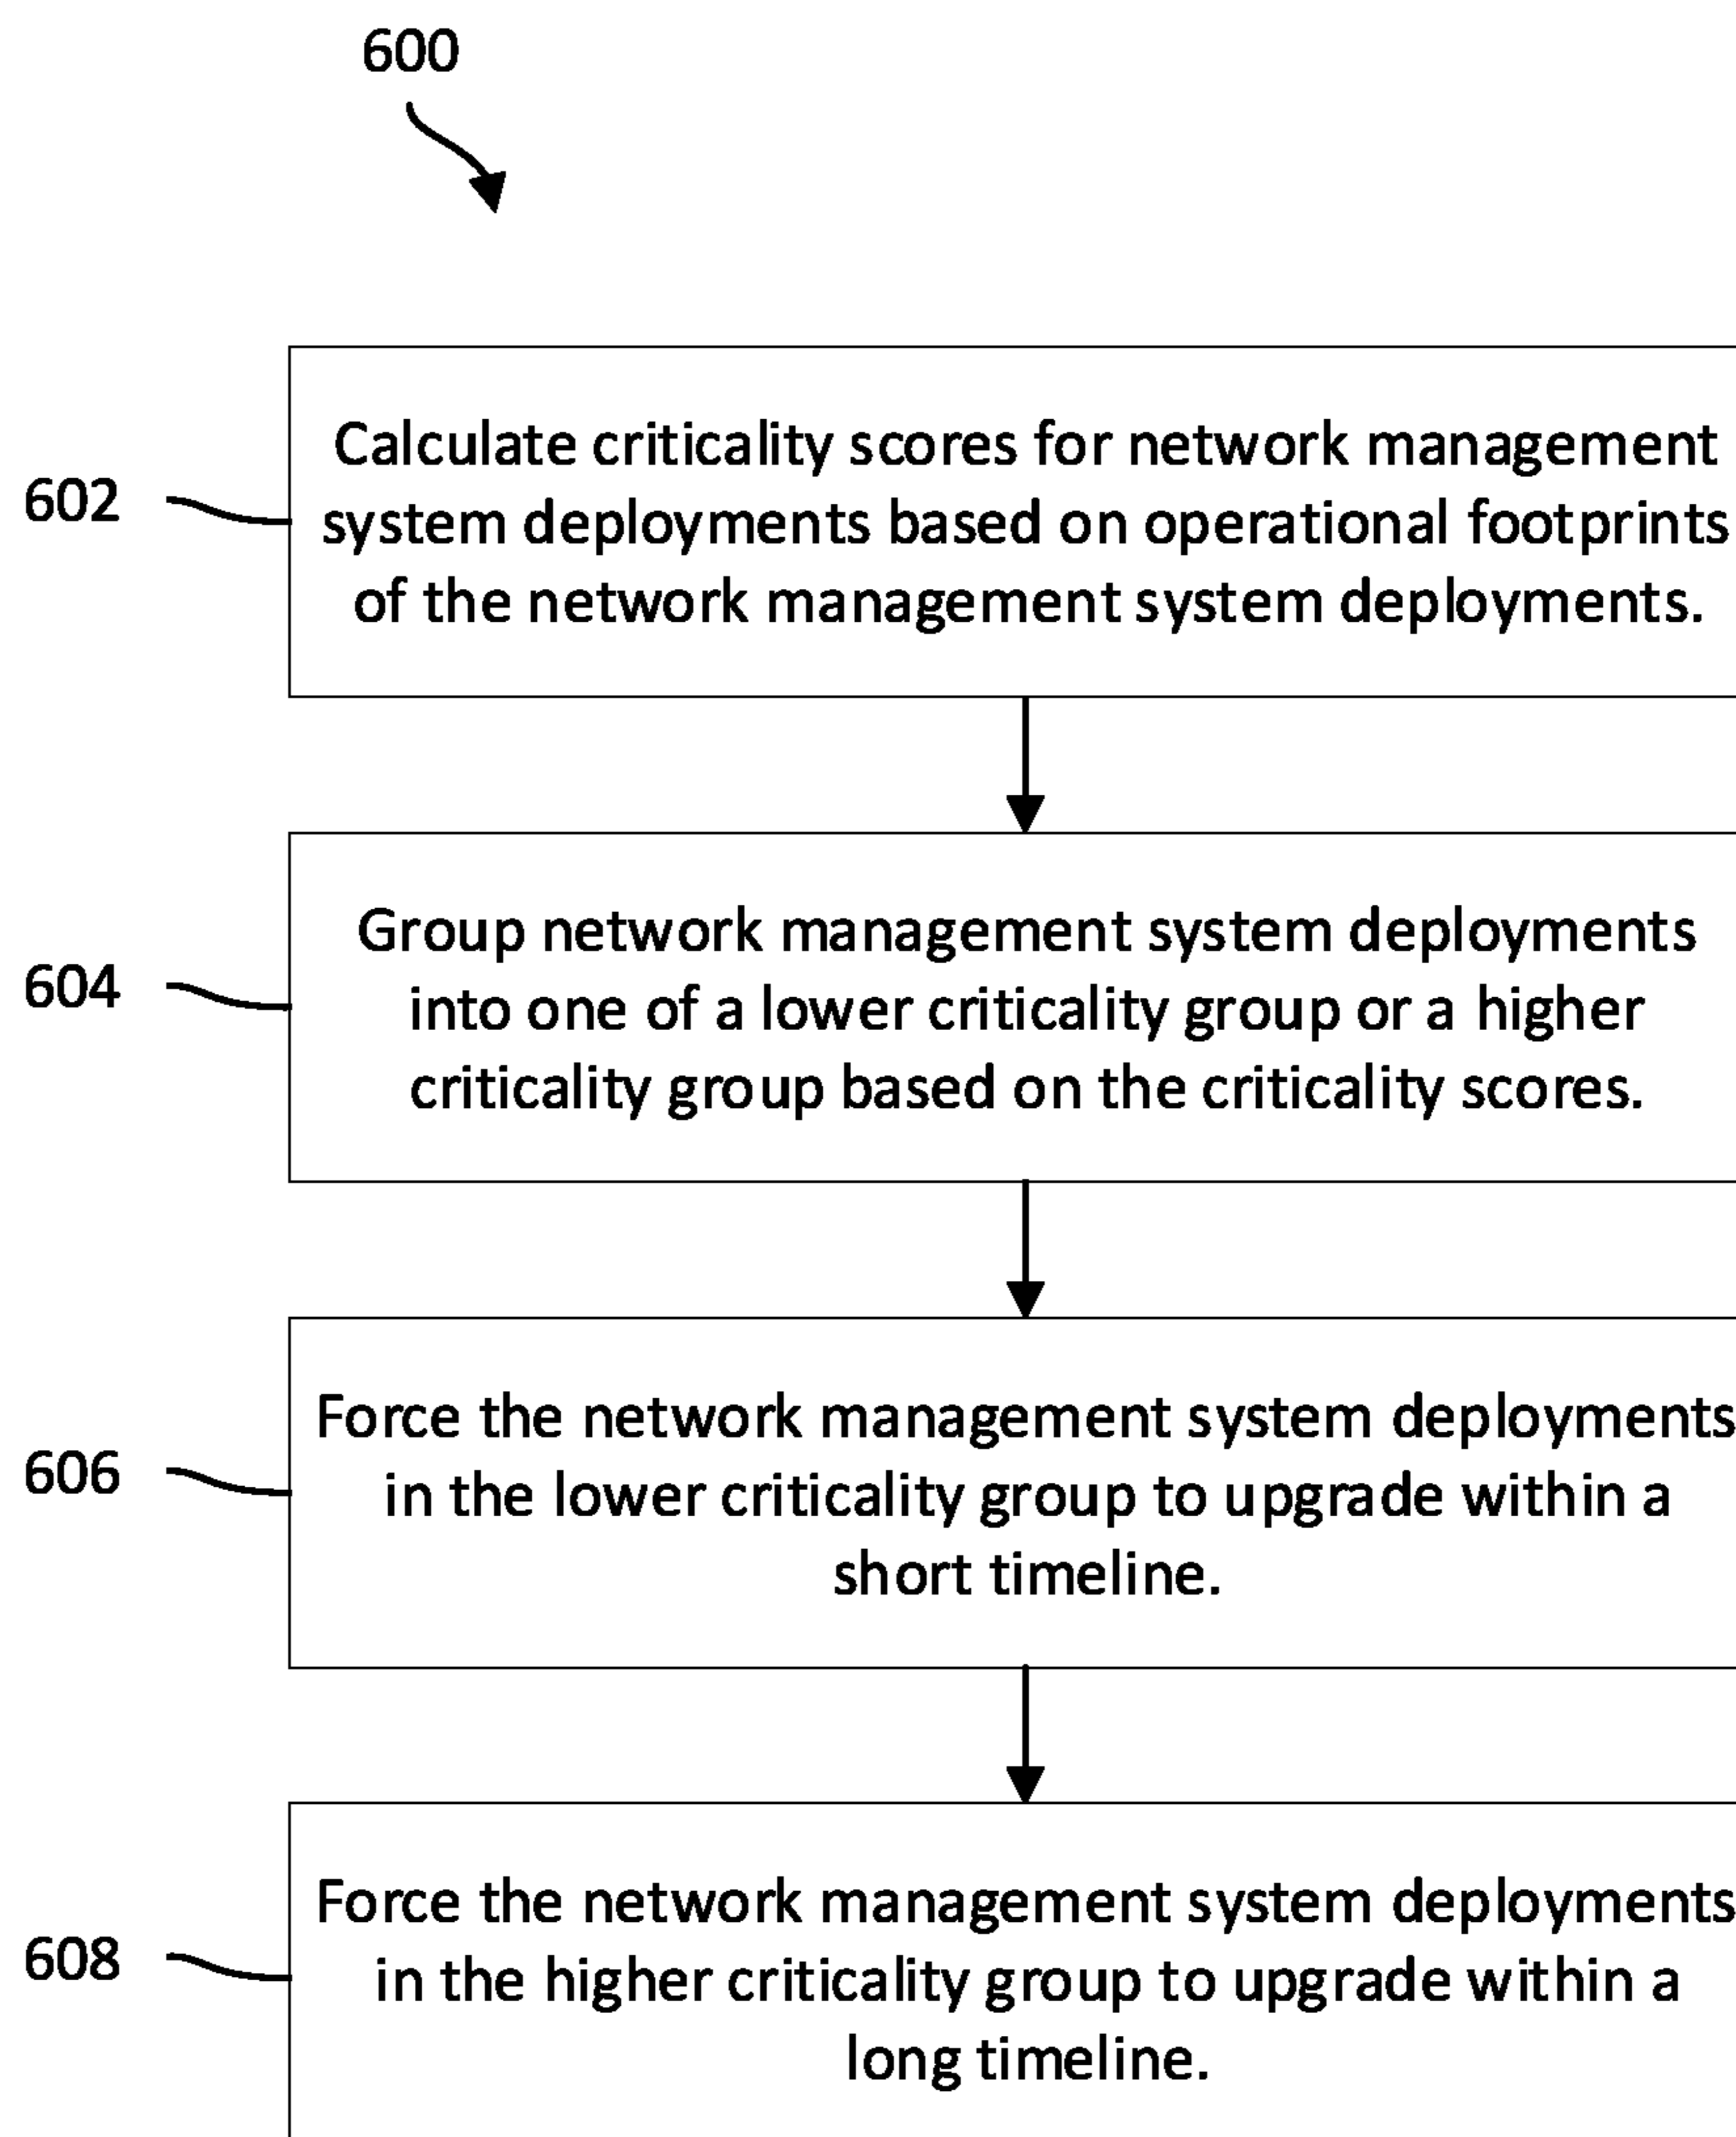 600
602
Calculate criticality scores for network management
system deployments based on operational footprints
of the network management system deployments.
604
Group network management system deployments
into one of a lower criticality group or a higher
criticality group based on the criticality scores.
606
Force the network management system deployments
in the lower criticality group to upgrade within a
short timeline.
608
Force the network management system deployments
in the higher criticality group to upgrade within a
long timeline.